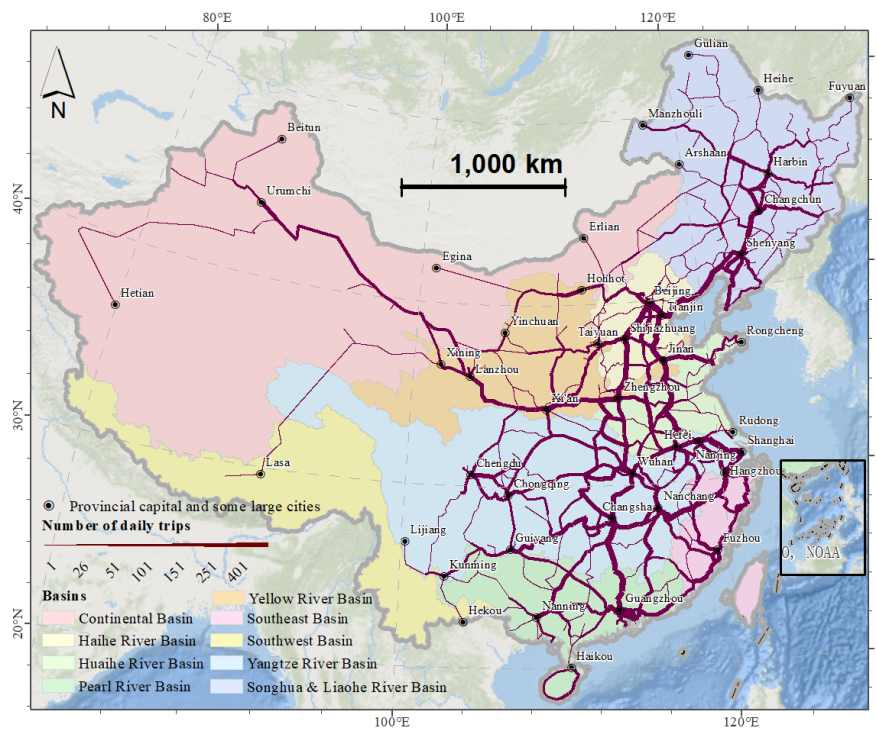 80°E 100°E 120°E
Gulian
Heihe
Fuyuan
N
Manzhouli
Beitun
Arshaan
Harbin
1,000 km
Urumchi
Changchun
40°N
Erlian
Shenyang
Egina
Hohhot
Beijing
Hetian
Tianjin
Yinchuan
Taiyuan
Shijiazhuang
Rongcheng
Jinan
Xining
Lanzhou
Zhengzhou
Xi'an
30°N
Rudong
Hefei
Shanghai
Nanjing
Lasa
Chengdu
Wuhan
Hangzhou
Chongqing
Nanchang
Provincial capital and some large cities
Changsha
Number of daily trips
Lijiang
Guiyang
Fuzhou
O, NOAA
1 26 51 101 151 251 401
Kunming
Basins
Yellow River Basin
Continental Basin
Southeast Basin
Guangzhou
20°N
Hekou
Nanning
Haihe River Basin
Southwest Basin
Huaihe River Basin
Yangtze River Basin
Haikou
Pearl River Basin
Songhua & Liaohe River Basin
100°E 120°E